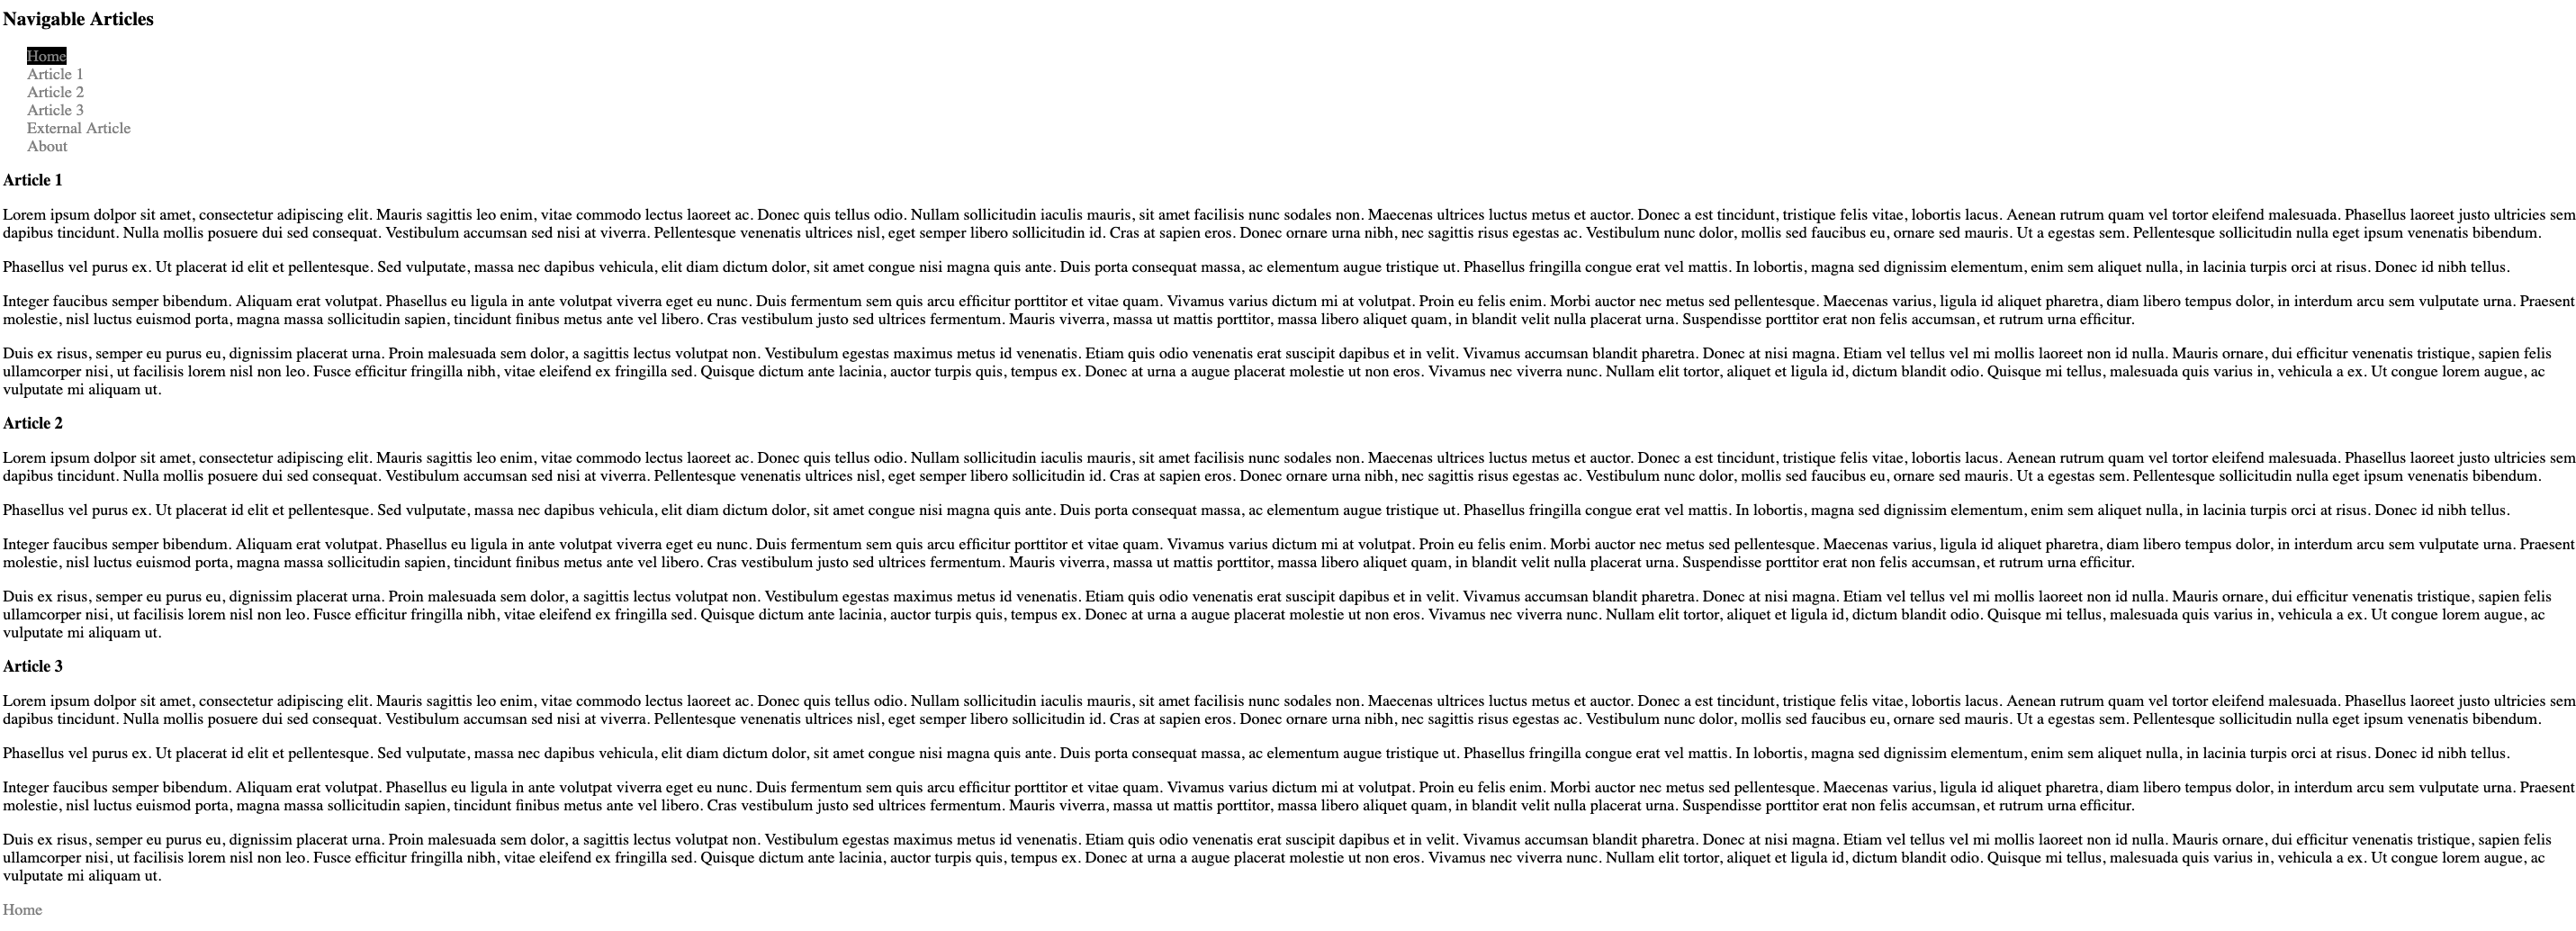 Navigable Articles
Home
Article 1
Article 2
Article 3
External Article
About
Article 1
Lorem ipsum dolpor sit amet, consectetur adipiscing elit. Mauris sagittis leo enim, vitae commodo lectus laoreet ac. Donec quis tellus odio. Nullam sollicitudin iaculis mauris, sit amet facilisis nunc sodales non. Maecenas ultrices luctus metus et auctor. Donec a est tincidunt, tristique felis vitae, lobortis lacus. Aenean rutrum quam vel tortor eleifend malesuada. Phasellus laoreet justo ultricies sem
dapibus tincidunt. Nulla mollis posuere dui sed consequat. Vestibulum accumsan sed nisi at viverra. Pellentesque venenatis ultrices nisl, eget semper libero sollicitudin id. Cras at sapien eros. Donec ornare urna nibh, nec sagittis risus egestas ac. Vestibulum nunc dolor, mollis sed faucibus eu, ornare sed mauris. Ut a egestas sem. Pellentesque sollicitudin nulla eget ipsum venenatis bibendum.
Phasellus vel purus ex. Ut placerat id elit et pellentesque. Sed vulputate, massa nec dapibus vehicula, elit diam dictum dolor, sit amet congue nisi magna quis ante. Duis porta consequat massa, ac elementum augue tristique ut. Phasellus fringilla congue erat vel mattis. In lobortis, magna sed dignissim elementum, enim sem aliquet nulla, in lacinia turpis orci at risus. Donec id nibh tellus.
Integer faucibus semper bibendum. Aliquam erat volutpat. Phasellus eu ligula in ante volutpat viverra eget eu nunc. Duis fermentum sem quis arcu efficitur porttitor et vitae quam. Vivamus varius dictum mi at volutpat. Proin eu felis enim. Morbi auctor nec metus sed pellentesque. Maecenas varius, ligula id aliquet pharetra, diam libero tempus dolor, in interdum arcu sem vulputate urna. Praesent
molestie, nisl luctus euismod porta, magna massa sollicitudin sapien, tincidunt finibus metus ante vel libero. Cras vestibulum justo sed ultrices fermentum. Mauris viverra, massa ut mattis porttitor, massa libero aliquet quam, in blandit velit nulla placerat urna. Suspendisse porttitor erat non felis accumsan, et rutrum urna efficitur.
Duis ex risus, semper eu purus eu, dignissim placerat urna. Proin malesuada sem dolor, a sagittis lectus volutpat non. Vestibulum egestas maximus metus id venenatis. Etiam quis odio venenatis erat suscipit dapibus et in velit. Vivamus accumsan blandit pharetra. Donec at nisi magna. Etiam vel tellus vel mi mollis laoreet non id nulla. Mauris ornare, dui efficitur venenatis tristique, sapien felis
ullamcorper nisi, ut facilisis lorem nisl non leo. Fusce efficitur fringilla nibh, vitae eleifend ex fringilla sed. Quisque dictum ante lacinia, auctor turpis quis, tempus ex. Donec at urna a augue placerat molestie ut non eros. Vivamus nec viverra nunc. Nullam elit tortor, aliquet et ligula id, dictum blandit odio. Quisque mi tellus, malesuada quis varius in, vehicula a ex. Ut congue lorem augue, ac
vulputate mi aliquam ut.
Article 2
Lorem ipsum dolpor sit amet, consectetur adipiscing elit. Mauris sagittis leo enim, vitae commodo lectus laoreet ac. Donec quis tellus odio. Nullam sollicitudin iaculis mauris, sit amet facilisis nunc sodales non. Maecenas ultrices luctus metus et auctor. Donec a est tincidunt, tristique felis vitae, lobortis lacus. Aenean rutrum quam vel tortor eleifend malesuada. Phasellus laoreet justo ultricies sem
dapibus tincidunt. Nulla mollis posuere dui sed consequat. Vestibulum accumsan sed nisi at viverra. Pellentesque venenatis ultrices nisl, eget semper libero sollicitudin id. Cras at sapien eros. Donec ornare urna nibh, nec sagittis risus egestas ac. Vestibulum nunc dolor, mollis sed faucibus eu, ornare sed mauris. Ut a egestas sem. Pellentesque sollicitudin nulla eget ipsum venenatis bibendum.
Phasellus vel purus ex. Ut placerat id elit et pellentesque. Sed vulputate, massa nec dapibus vehicula, elit diam dictum dolor, sit amet congue nisi magna quis ante. Duis porta consequat massa, ac elementum augue tristique ut. Phasellus fringilla congue erat vel mattis. In lobortis, magna sed dignissim elementum, enim sem aliquet nulla, in lacinia turpis orci at risus. Donec id nibh tellus.
Integer faucibus semper bibendum. Aliquam erat volutpat. Phasellus eu ligula in ante volutpat viverra eget eu nunc. Duis fermentum sem quis arcu efficitur porttitor et vitae quam. Vivamus varius dictum mi at volutpat. Proin eu felis enim. Morbi auctor nec metus sed pellentesque. Maecenas varius, ligula id aliquet pharetra, diam libero tempus dolor, in interdum arcu sem vulputate urna. Praesent
molestie, nisl luctus euismod porta, magna massa sollicitudin sapien, tincidunt finibus metus ante vel libero. Cras vestibulum justo sed ultrices fermentum. Mauris viverra, massa ut mattis porttitor, massa libero aliquet quam, in blandit velit nulla placerat urna. Suspendisse porttitor erat non felis accumsan, et rutrum urna efficitur.
Duis ex risus, semper eu purus eu, dignissim placerat urna. Proin malesuada sem dolor, a sagittis lectus volutpat non. Vestibulum egestas maximus metus id venenatis. Etiam quis odio venenatis erat suscipit dapibus et in velit. Vivamus accumsan blandit pharetra. Donec at nisi magna. Etiam vel tellus vel mi mollis laoreet non id nulla. Mauris ornare, dui efficitur venenatis tristique, sapien felis
ullamcorper nisi, ut facilisis lorem nisl non leo. Fusce efficitur fringilla nibh, vitae eleifend ex fringilla sed. Quisque dictum ante lacinia, auctor turpis quis, tempus ex. Donec at urna a augue placerat molestie ut non eros. Vivamus nec viverra nunc. Nullam elit tortor, aliquet et ligula id, dictum blandit odio. Quisque mi tellus, malesuada quis varius in, vehicula a ex. Ut congue lorem augue, ac
vulputate mi aliquam ut.
Article 3
Lorem ipsum dolpor sit amet, consectetur adipiscing elit. Mauris sagittis leo enim, vitae commodo lectus laoreet ac. Donec quis tellus odio. Nullam sollicitudin iaculis mauris, sit amet facilisis nunc sodales non. Maecenas ultrices luctus metus et auctor. Donec a est tincidunt, tristique felis vitae, lobortis lacus. Aenean rutrum quam vel tortor eleifend malesuada. Phasellus laoreet justo ultricies sem
dapibus tincidunt. Nulla mollis posuere dui sed consequat. Vestibulum accumsan sed nisi at viverra. Pellentesque venenatis ultrices nisl, eget semper libero sollicitudin id. Cras at sapien eros. Donec ornare urna nibh, nec sagittis risus egestas ac. Vestibulum nunc dolor, mollis sed faucibus eu, ornare sed mauris. Ut a egestas sem. Pellentesque sollicitudin nulla eget ipsum venenatis bibendum.
Phasellus vel purus ex. Ut placerat id elit et pellentesque. Sed vulputate, massa nec dapibus vehicula, elit diam dictum dolor, sit amet congue nisi magna quis ante. Duis porta consequat massa, ac elementum augue tristique ut. Phasellus fringilla congue erat vel mattis. In lobortis, magna sed dignissim elementum, enim sem aliquet nulla, in lacinia turpis orci at risus. Donec id nibh tellus.
Integer faucibus semper bibendum. Aliquam erat volutpat. Phasellus eu ligula in ante volutpat viverra eget eu nunc. Duis fermentum sem quis arcu efficitur porttitor et vitae quam. Vivamus varius dictum mi at volutpat. Proin eu felis enim. Morbi auctor nec metus sed pellentesque. Maecenas varius, ligula id aliquet pharetra, diam libero tempus dolor, in interdum arcu sem vulputate urna. Praesent
molestie, nisl luctus euismod porta, magna massa sollicitudin sapien, tincidunt finibus metus ante vel libero. Cras vestibulum justo sed ultrices fermentum. Mauris viverra, massa ut mattis porttitor, massa libero aliquet quam, in blandit velit nulla placerat urna. Suspendisse porttitor erat non felis accumsan, et rutrum urna efficitur.
Duis ex risus, semper eu purus eu, dignissim placerat urna. Proin malesuada sem dolor, a sagittis lectus volutpat non. Vestibulum egestas maximus metus id venenatis. Etiam quis odio venenatis erat suscipit dapibus et in velit. Vivamus accumsan blandit pharetra. Donec at nisi magna. Etiam vel tellus vel mi mollis laoreet non id nulla. Mauris ornare, dui efficitur venenatis tristique, sapien felis
ullamcorper nisi, ut facilisis lorem nisl non leo. Fusce efficitur fringilla nibh, vitae eleifend ex fringilla sed. Quisque dictum ante lacinia, auctor turpis quis, tempus ex. Donec at urna a augue placerat molestie ut non eros. Vivamus nec viverra nunc. Nullam elit tortor, aliquet et ligula id, dictum blandit odio. Quisque mi tellus, malesuada quis varius in, vehicula a ex. Ut congue lorem augue, ac
vulputate mi aliquam ut.
Home